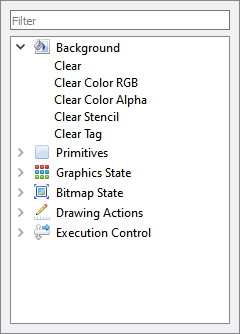 Filter
Background
Clear
Clear Color RGB
Clear Color Alpha
Clear Stencil
Clear Tag
Primitives
Graphics State
Bitmap State
Drawing Actions
Execution Control